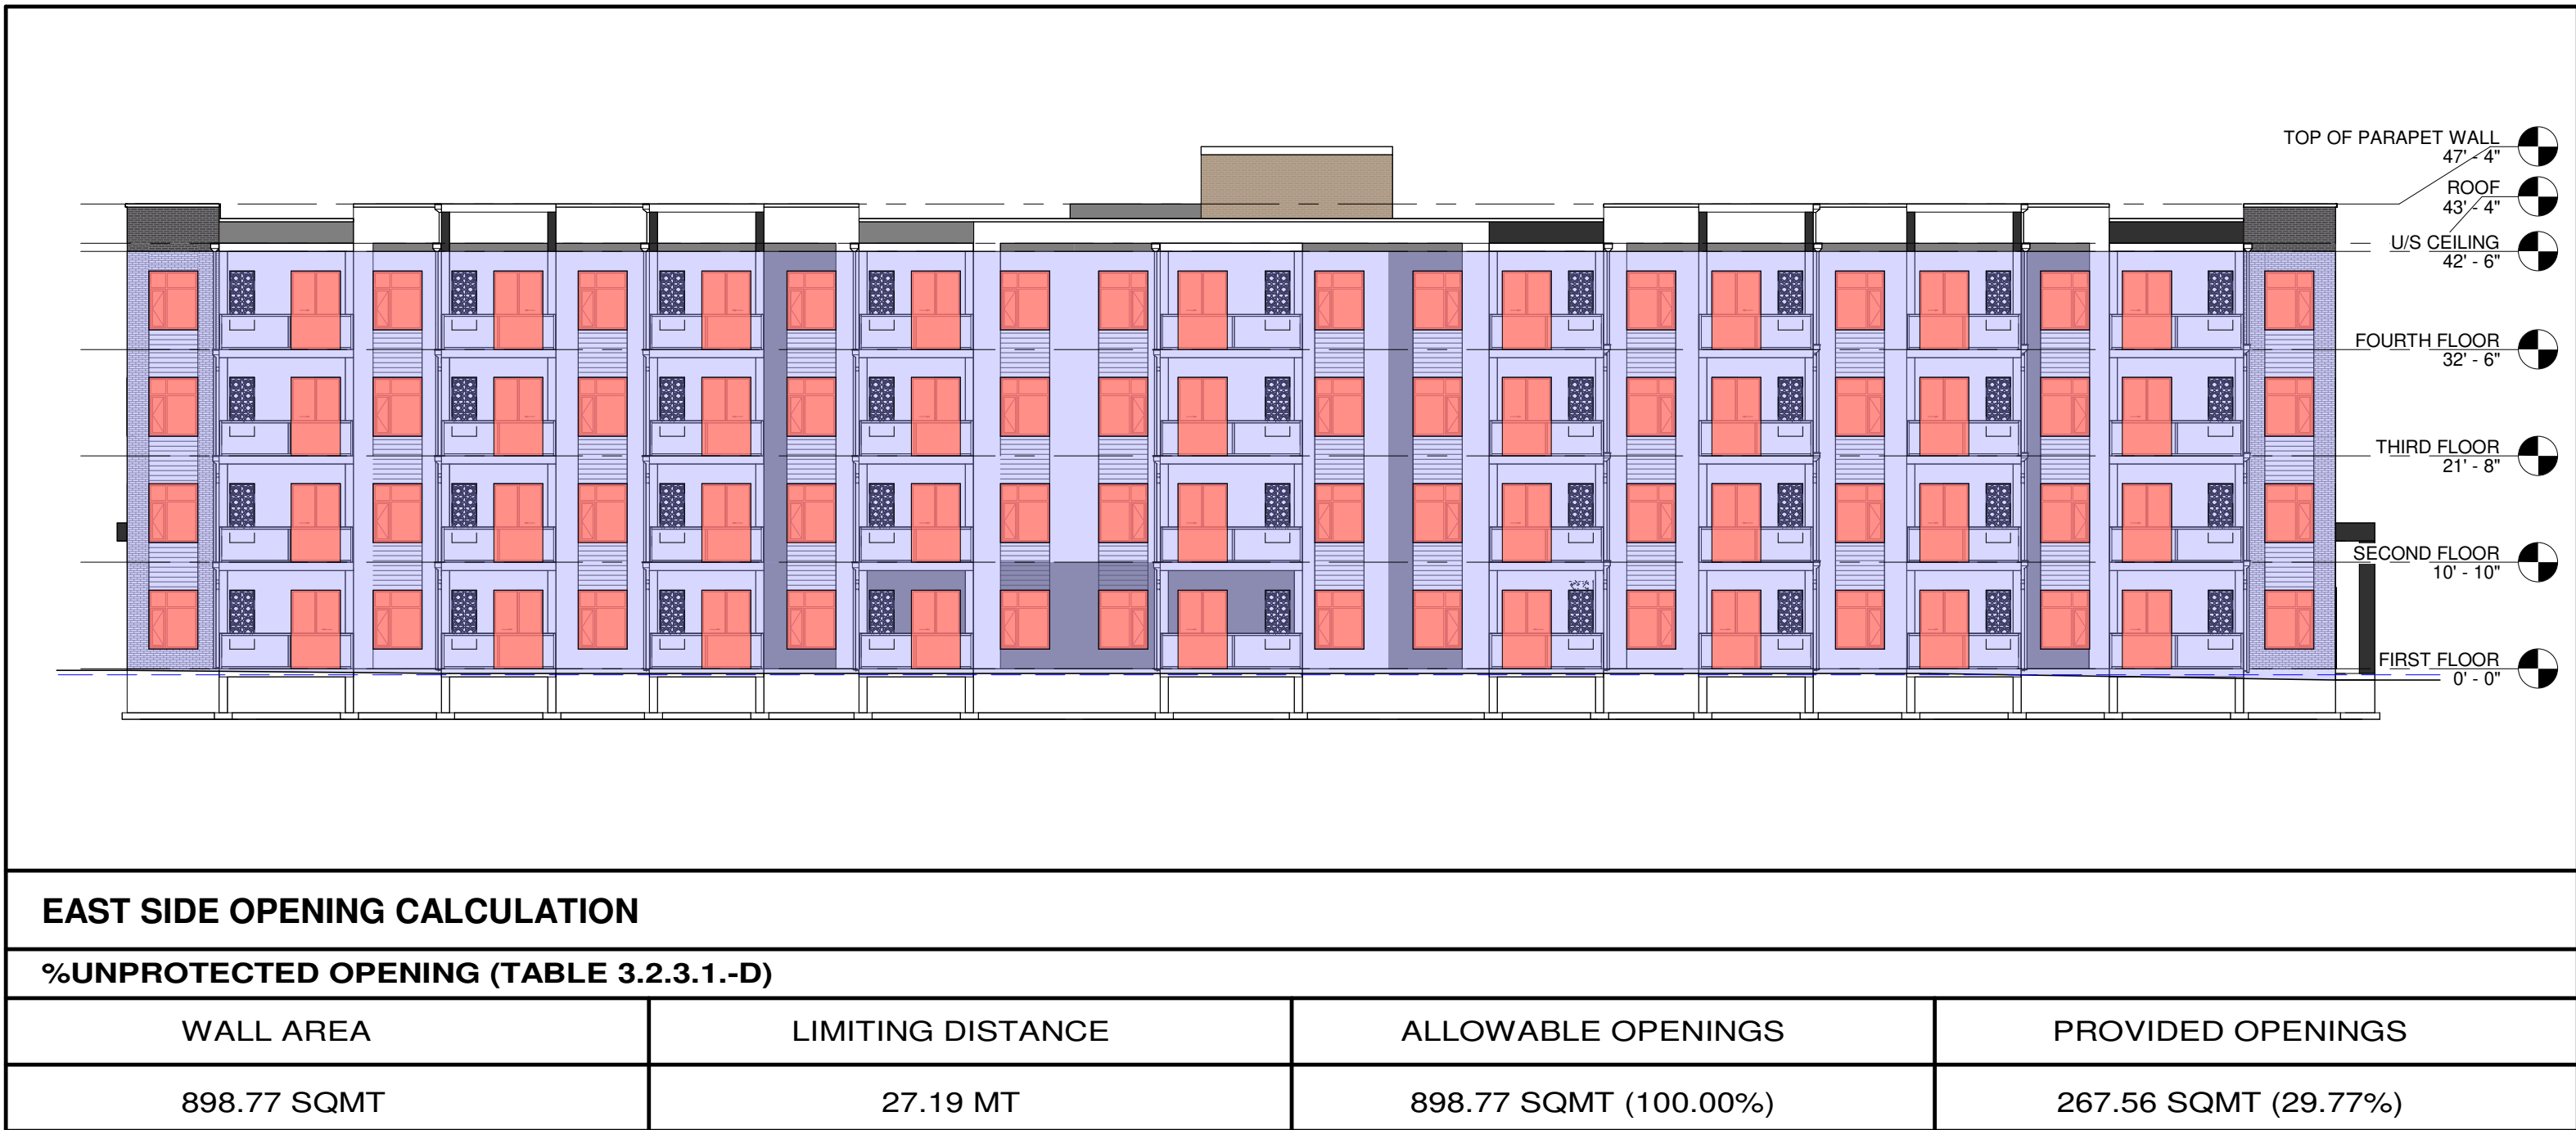 TOP OF PARAPET WALL
47' - 4"
ROOF
43' - 4"
U/S CEILING
42' - 6"
FOURTH FLOOR
32' - 6"
THIRD FLOOR
21' - 8"
SECOND FLOOR
10' - 10"
FIRST FLOOR
0' - 0"
EAST SIDE OPENING CALCULATION
%UNPROTECTED OPENING (TABLE 3.2.3.1.-D)
WALL AREA
LIMITING DISTANCE
ALLOWABLE OPENINGS
PROVIDED OPENINGS
898.77 SQMT
27.19 MT
898.77 SQMT (100.00%)
267.56 SQMT (29.77%)